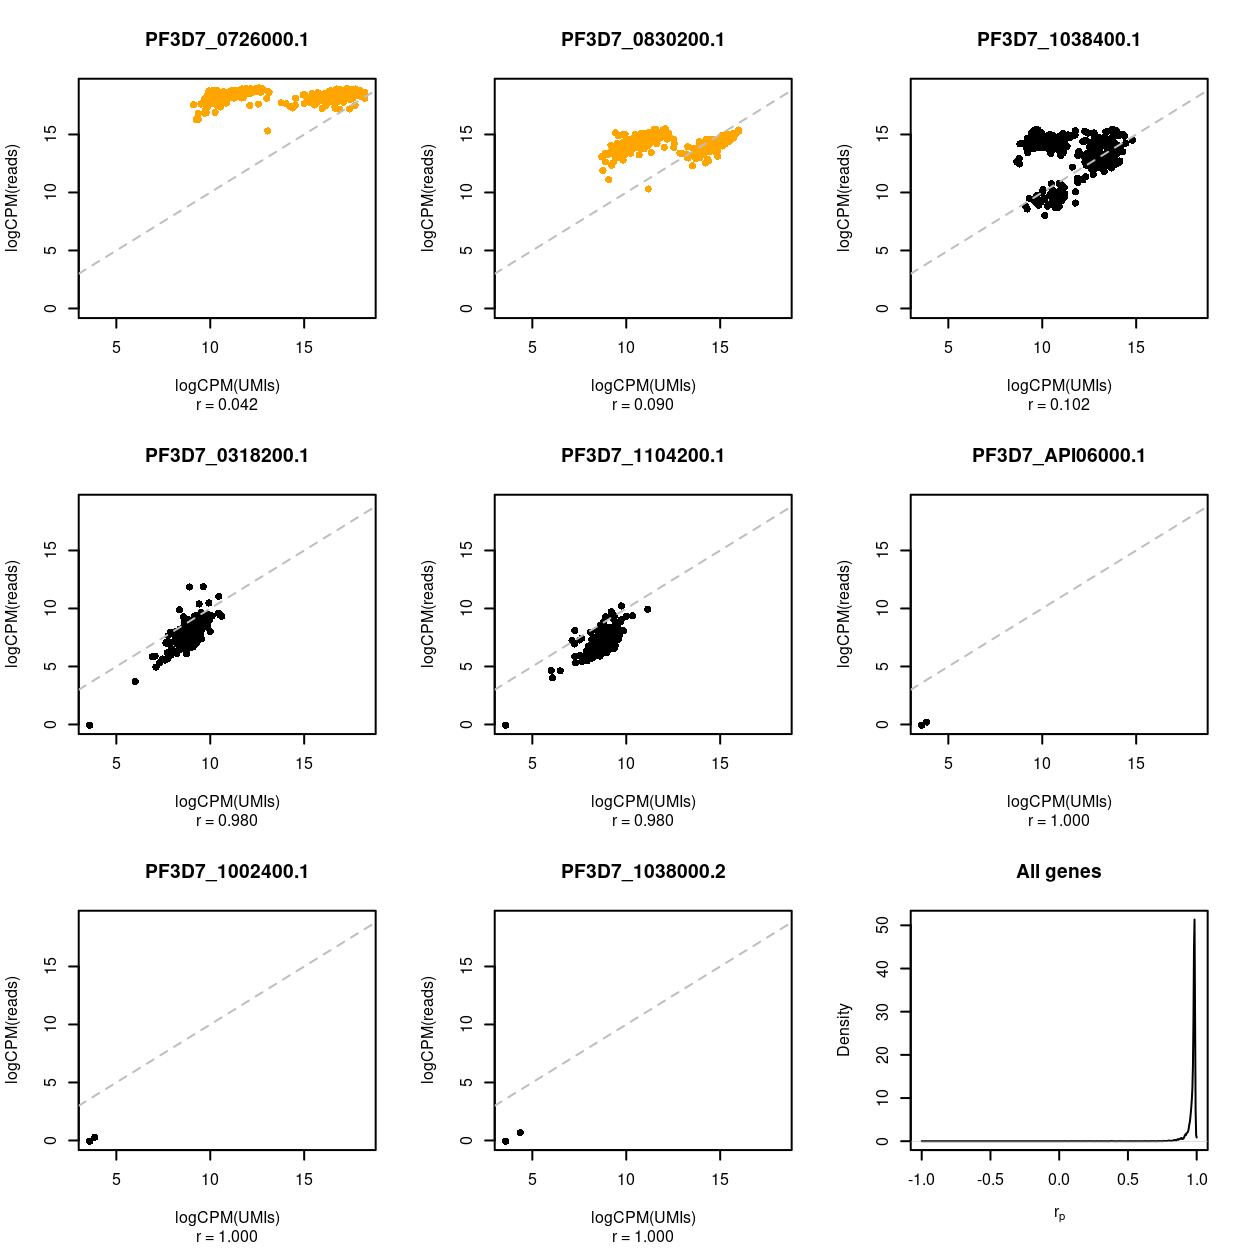 PF3D7_0726000.1
logCPM(reads)
15
10
5
0
5 10 15
logCPM(UMIs)
r = 0.042
PF3D7_0830200.1
logCPM(reads)
15
10
5
0
5 10 15
logCPM(UMIs)
r = 0.090
PF3D7_1038400.1
logCPM(reads)
15
10
5
0
5 10 15
logCPM(UMIs)
r = 0.102
PF3D7_0318200.1
logCPM(reads)
15
10
5
0
5 10 15
logCPM(UMIs)
r = 0.980
PF3D7_1104200.1
logCPM(reads)
15
10
5
0
5 10 15
logCPM(UMIs)
r = 0.980
PF3D7_API06000.1
logCPM(reads)
15
10
5
0
5 10 15
logCPM(UMIs)
r = 1.000
PF3D7_1002400.1
logCPM(reads)
15
10
5
0
5 10 15
logCPM(UMIs)
r = 1.000
PF3D7_1038000.2
logCPM(reads)
15
10
5
0
5 10 15
logCPM(UMIs)
r = 1.000
All genes
Density
50
40
30
20
10
0
-1.0 -0.5 0.0 0.5 1.0
rp